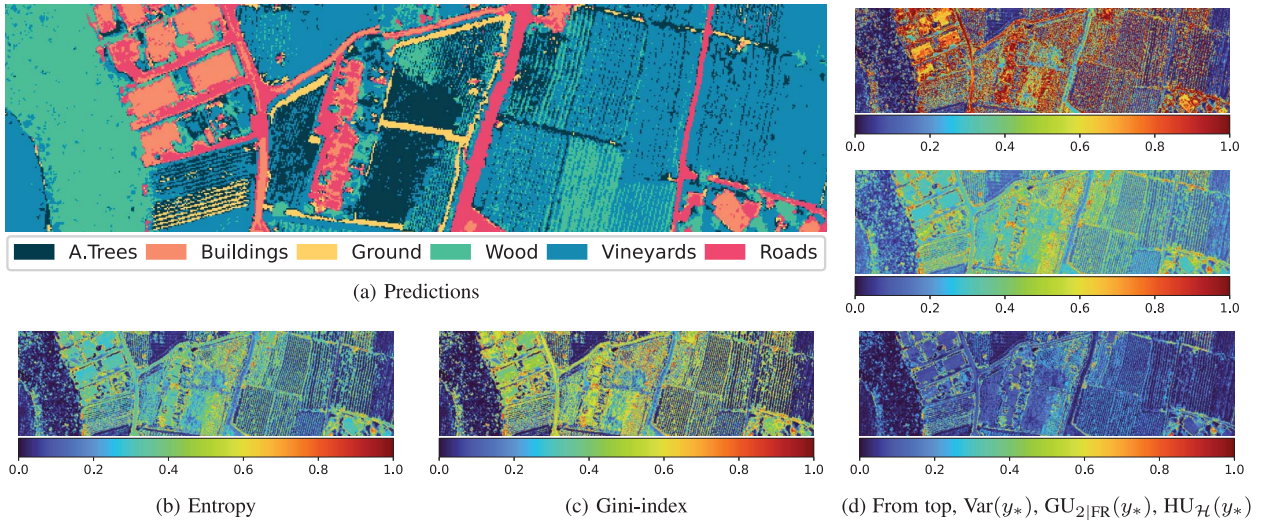 A.Trees Buildings Ground Wood Vineyards Roads
(a) Predictions
0.0 0.2 0.4 0.6 0.8 1.0
0.0 0.2 0.4 0.6 0.8 1.0
0.0 0.2 0.4 0.6 0.8 1.0
(b) Entropy
0.0 0.2 0.4 0.6 0.8 1.0
(c) Gini-index
0.0 0.2 0.4 0.6 0.8 1.0
(d) From top, Var(y∗), GU2|FR(y∗), HUℋ(y∗)